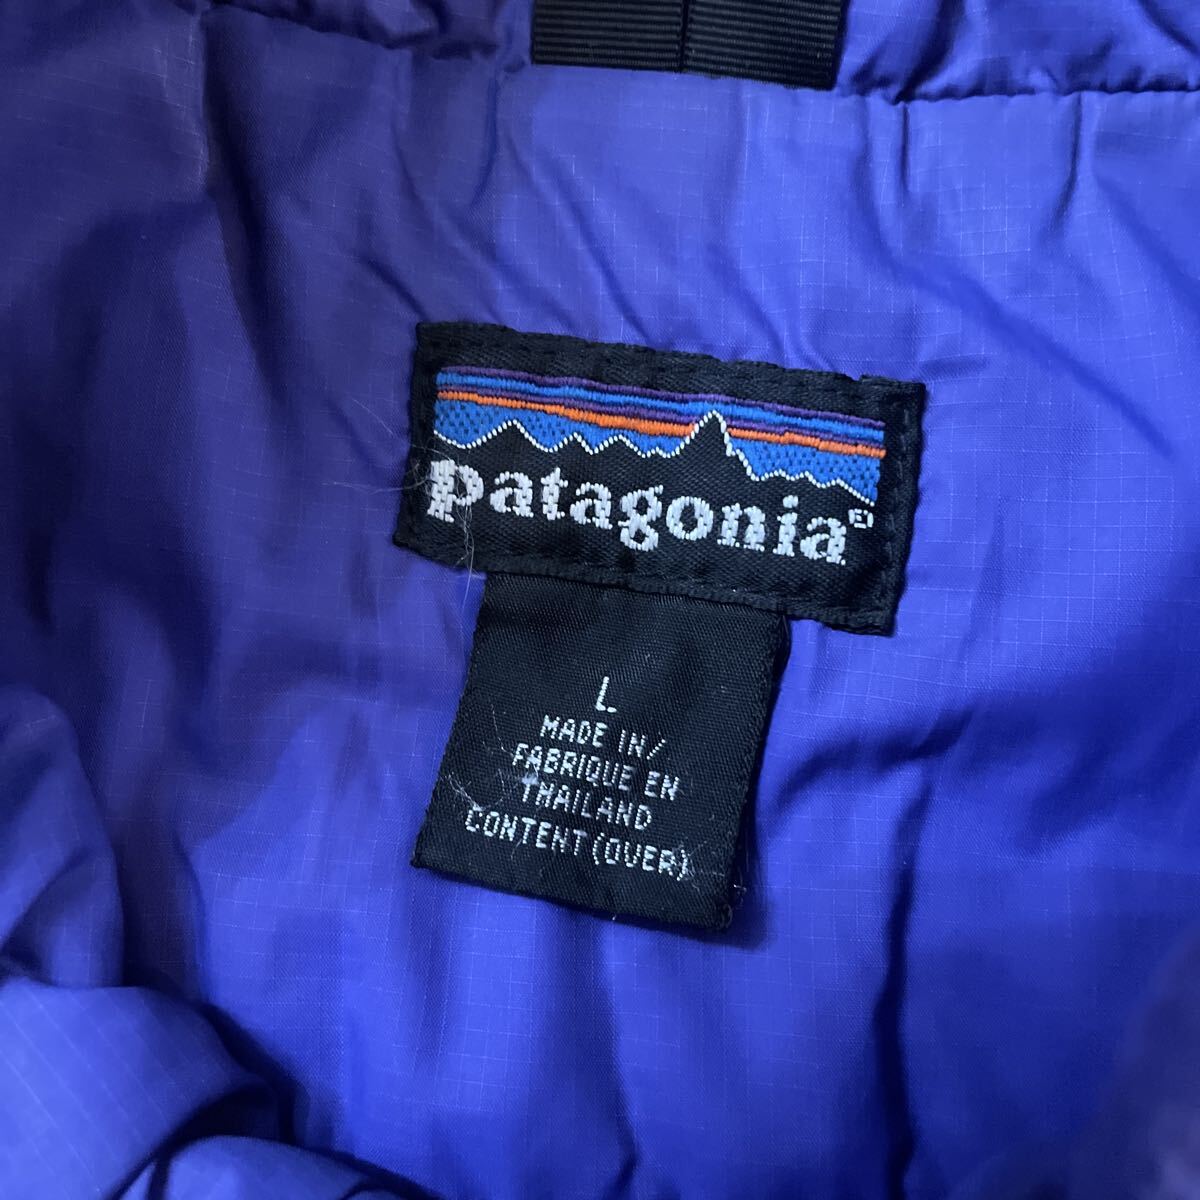 patagonia®
L
MADE IN/
FABRIQUE EN
THAILAND
CONTENT (OVER)